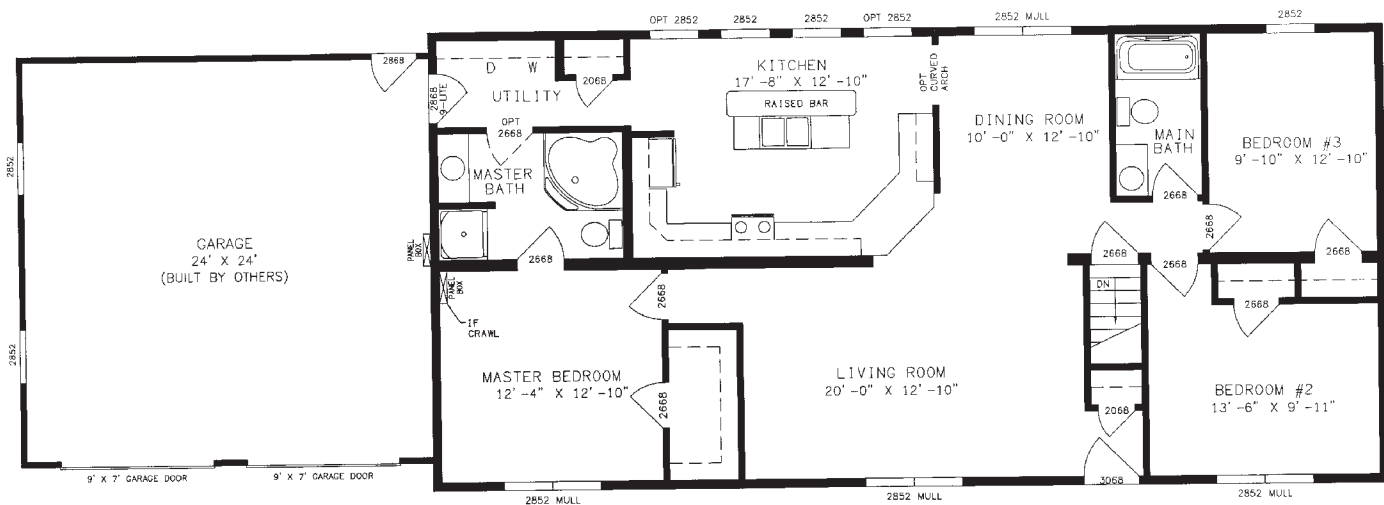 OPT 2852
2852
2852
OPT 2852
2852 MULL
2852
2868
2868
9-LITE
D W
UTILITY
2068
KITCHEN
17'-8" X 12'-10"
RAISED BAR
OPT
CURVED
ARCH
DINING ROOM
10'-0" X 12'-10"
MAIN
BATH
2668
BEDROOM #3
9'-10" X 12'-10"
2668
2668
2852
OPT
2668
MASTER
BATH
2668
GARAGE
24' X 24'
(BUILT BY OTHERS)
PANEL
BOX
PANEL
BOX
IF
CRAWL
2668
2668
DN
2668
2668
2852
MASTER BEDROOM
12'-4" X 12'-10"
2668
LIVING ROOM
20'-0" X 12'-10"
2068
BEDROOM #2
13'-6" X 9'-11"
9' X 7' GARAGE DOOR
9' X 7' GARAGE DOOR
2852 MULL
2852 MULL
3068
2852 MULL